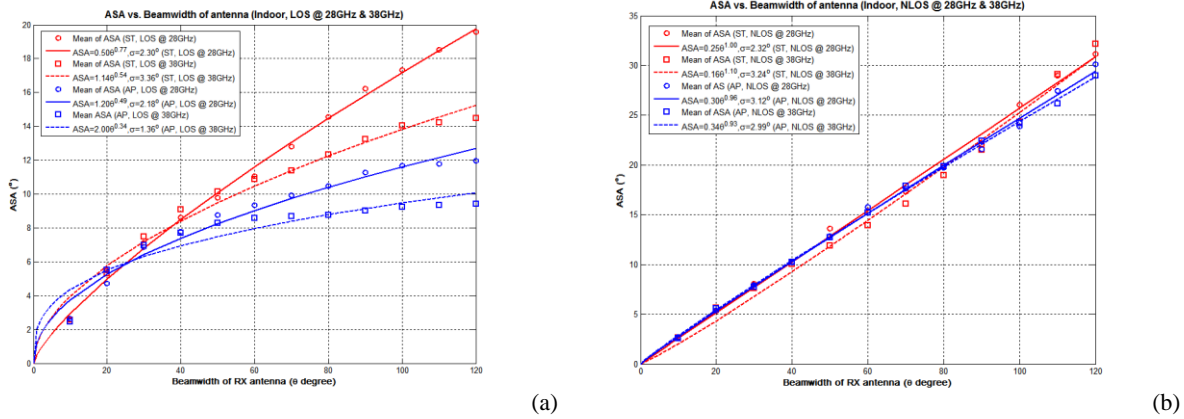 ASA vs. Beamwidth of antenna (Indoor, LOS @ 28GHz & 38GHz)
Mean of ASA (ST, LOS @ 28GHz)
ASA=0.50θ^0.77,σ=2.30° (ST, LOS @ 28GHz)
Mean of ASA (ST, LOS @ 38GHz)
ASA=1.14θ^0.54,σ=3.36° (ST, LOS @ 38GHz)
Mean of ASA (AP, LOS @ 28GHz)
ASA=1.20θ^0.49,σ=2.18° (AP, LOS @ 28GHz)
Mean ASA (AP, LOS @ 38GHz)
ASA=2.00θ^0.34,σ=1.36° (AP, LOS @ 38GHz)
ASA (°)
20
18
16
14
12
10
8
6
4
2
0
0 20 40 60 80 100 120
Beamwidth of RX antenna (θ degree)
(a)
ASA vs. Beamwidth of antenna (Indoor, NLOS @ 28GHz & 38GHz)
Mean of ASA (ST, NLOS @ 28GHz)
ASA=0.25θ^1.00,σ=2.32° (ST, NLOS @ 28GHz)
Mean of ASA (ST, NLOS @ 38GHz)
ASA=0.16θ^1.10,σ=3.24° (ST, NLOS @ 38GHz)
Mean of AS (AP, NLOS @ 28GHz)
ASA=0.30θ^0.96,σ=3.12° (AP, NLOS @ 28GHz)
Mean of ASA (AP, NLOS @ 38GHz)
ASA=0.34θ^0.93,σ=2.99° (AP, NLOS @ 38GHz)
ASA (°)
35
30
25
20
15
10
5
0
0 20 40 60 80 100 120
Beamwidth of RX antenna (θ degree)
(b)